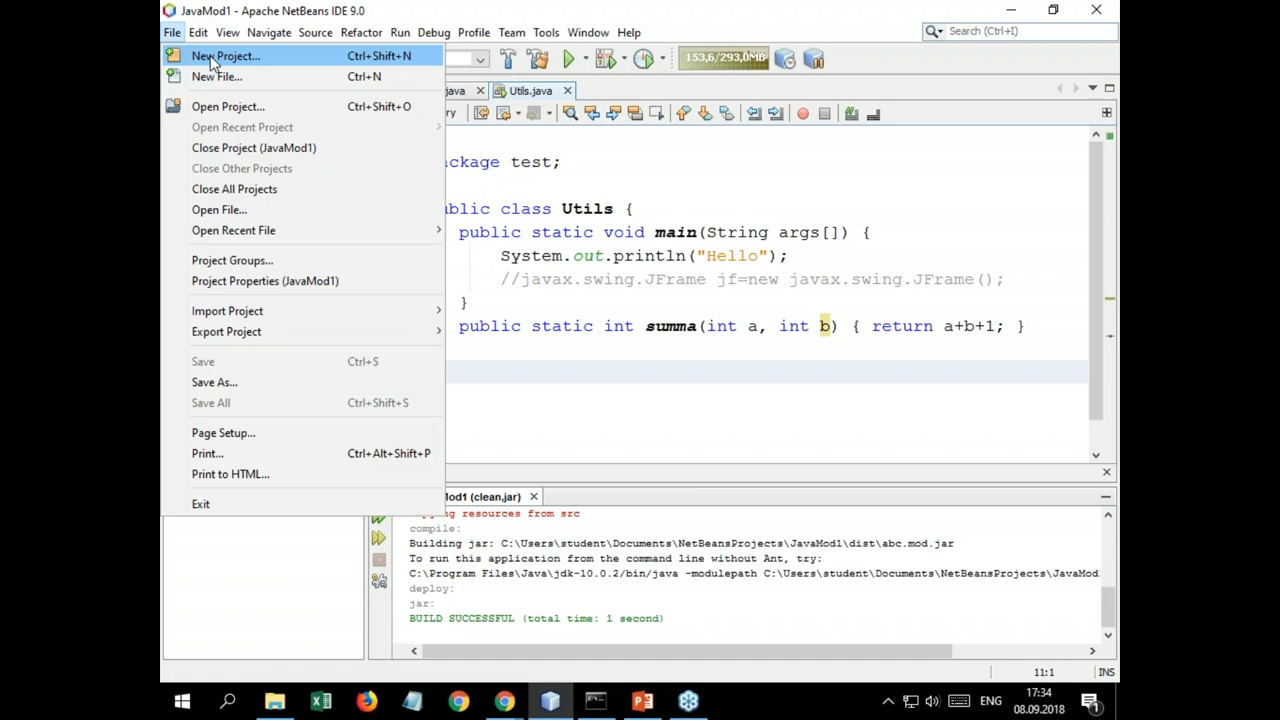 JavaMod1 - Apache NetBeans IDE 9.0
File Edit View Navigate Source Refactor Run Debug Profile Team Tools Window Help
Search (Ctrl+I)
New Project... Ctrl+Shift+N
New File... Ctrl+N
Open Project... Ctrl+Shift+O
Open Recent Project
Close Project (JavaMod1)
Close Other Projects
Close All Projects
Open File...
Open Recent File
Project Groups...
Project Properties (JavaMod1)
Import Project
Export Project
Save Ctrl+S
Save As...
Save All Ctrl+Shift+S
Page Setup...
Print... Ctrl+Alt+Shift+P
Print to HTML...
Exit
153,6/293,0MB
java Utils.java
ry
ckage test;
blic class Utils {
public static void main(String args[]) {
System.out.println("Hello");
//javax.swing.JFrame jf=new javax.swing.JFrame();
}
public static int summa(int a, int b) { return a+b+1; }
Mod1 (clean,jar)
resources from src
compile:
Building jar: C:\Users\student\Documents\NetBeansProjects\JavaMod1\dist\abc.mod.jar
To run this application from the command line without Ant, try:
C:\Program Files\Java\jdk-10.0.2/bin/java -modulepath C:\Users\student\Documents\NetBeansProjects\JavaMod
deploy:
jar:
BUILD SUCCESSFUL (total time: 1 second)
11:1 INS
ENG
17:34
08.09.2018
1